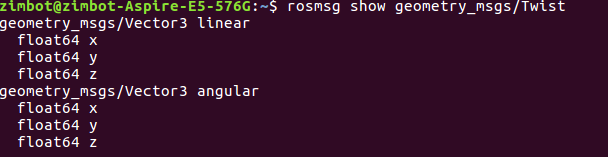 zimbot@zimbot-Aspire-E5-576G:~$ rosmsg show geometry_msgs/Twist
geometry_msgs/Vector3 linear
  float64 x
  float64 y
  float64 z
geometry_msgs/Vector3 angular
  float64 x
  float64 y
  float64 z